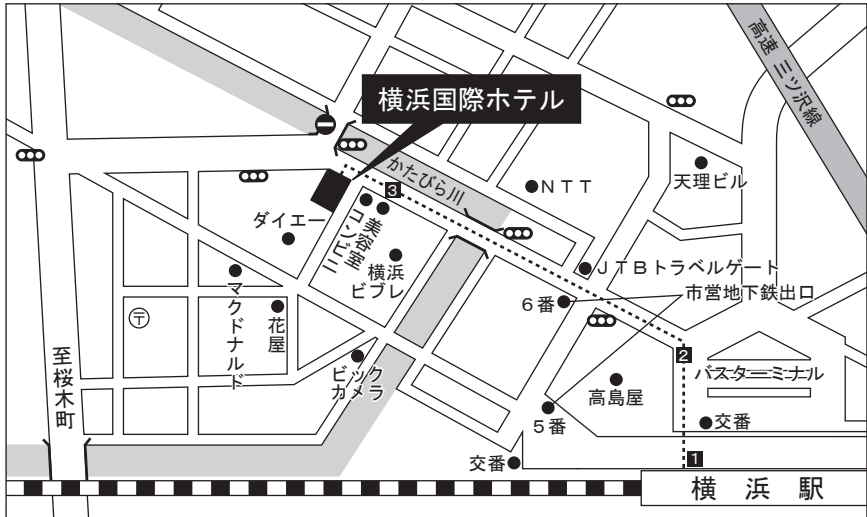 高速 三ツ沢線
横浜国際ホテル
かたびら川
3
NTT
天理ビル
ダイエー
美容室
コンビニ
横浜
ビブレ
JTBトラベルゲート
市営地下鉄出口
6番
マクドナルド
花屋
〒
2
バスターミナル
至桜木町
ビックカメラ
高島屋
5番
交番
交番
1
横浜駅